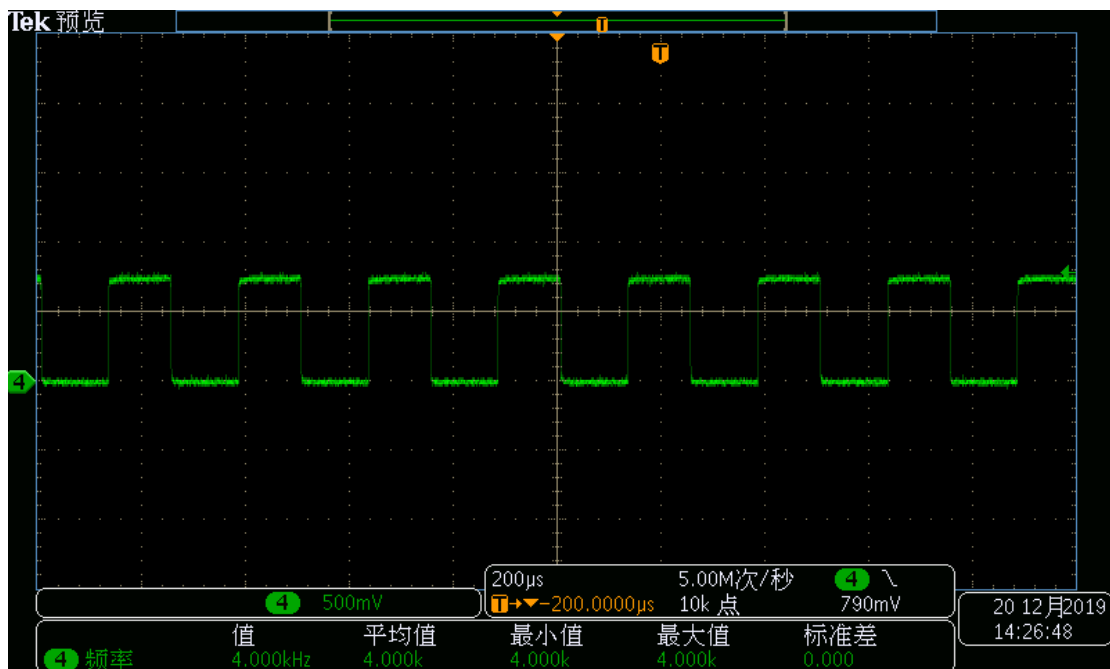 Tek 预览
T
T
4
200µs 5.00M次/秒 4
4 500mV T→▼-200.0000µs 10k 点 790mV
20 12月2019
14:26:48
值 平均值 最小值 最大值 标准差
4 频率 4.000kHz 4.000k 4.000k 4.000k 0.000